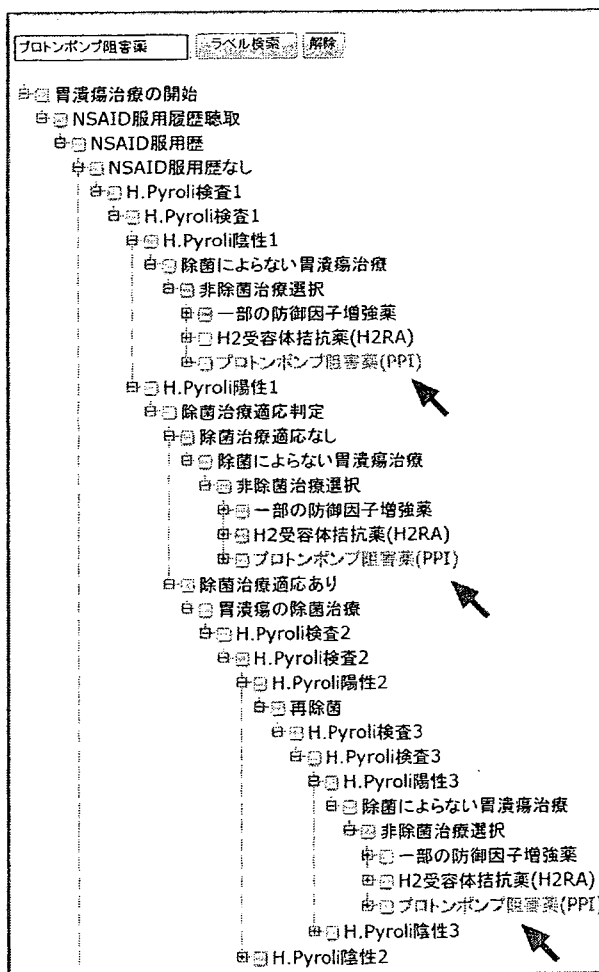 プロトンポンプ阻害薬 ラベル検索 解除
胃潰瘍治療の開始
NSAID服用履歴聴取
NSAID服用歴
NSAID服用歴なし
H.Pyroli検査1
H.Pyroli検査1
H.Pyroli陰性1
除菌によらない胃潰瘍治療
非除菌治療選択
一部の防御因子増強薬
H2受容体拮抗薬(H2RA)
プロトンポンプ阻害薬(PPI)
H.Pyroli陽性1
除菌治療適応判定
除菌治療適応なし
除菌によらない胃潰瘍治療
非除菌治療選択
一部の防御因子増強薬
H2受容体拮抗薬(H2RA)
プロトンポンプ阻害薬(PPI)
除菌治療適応あり
胃潰瘍の除菌治療
H.Pyroli検査2
H.Pyroli検査2
H.Pyroli陽性2
再除菌
H.Pyroli検査3
H.Pyroli検査3
H.Pyroli陽性3
除菌によらない胃潰瘍治療
非除菌治療選択
一部の防御因子増強薬
H2受容体拮抗薬(H2RA)
プロトンポンプ阻害薬(PPI)
H.Pyroli陰性3
H.Pyroli陰性2